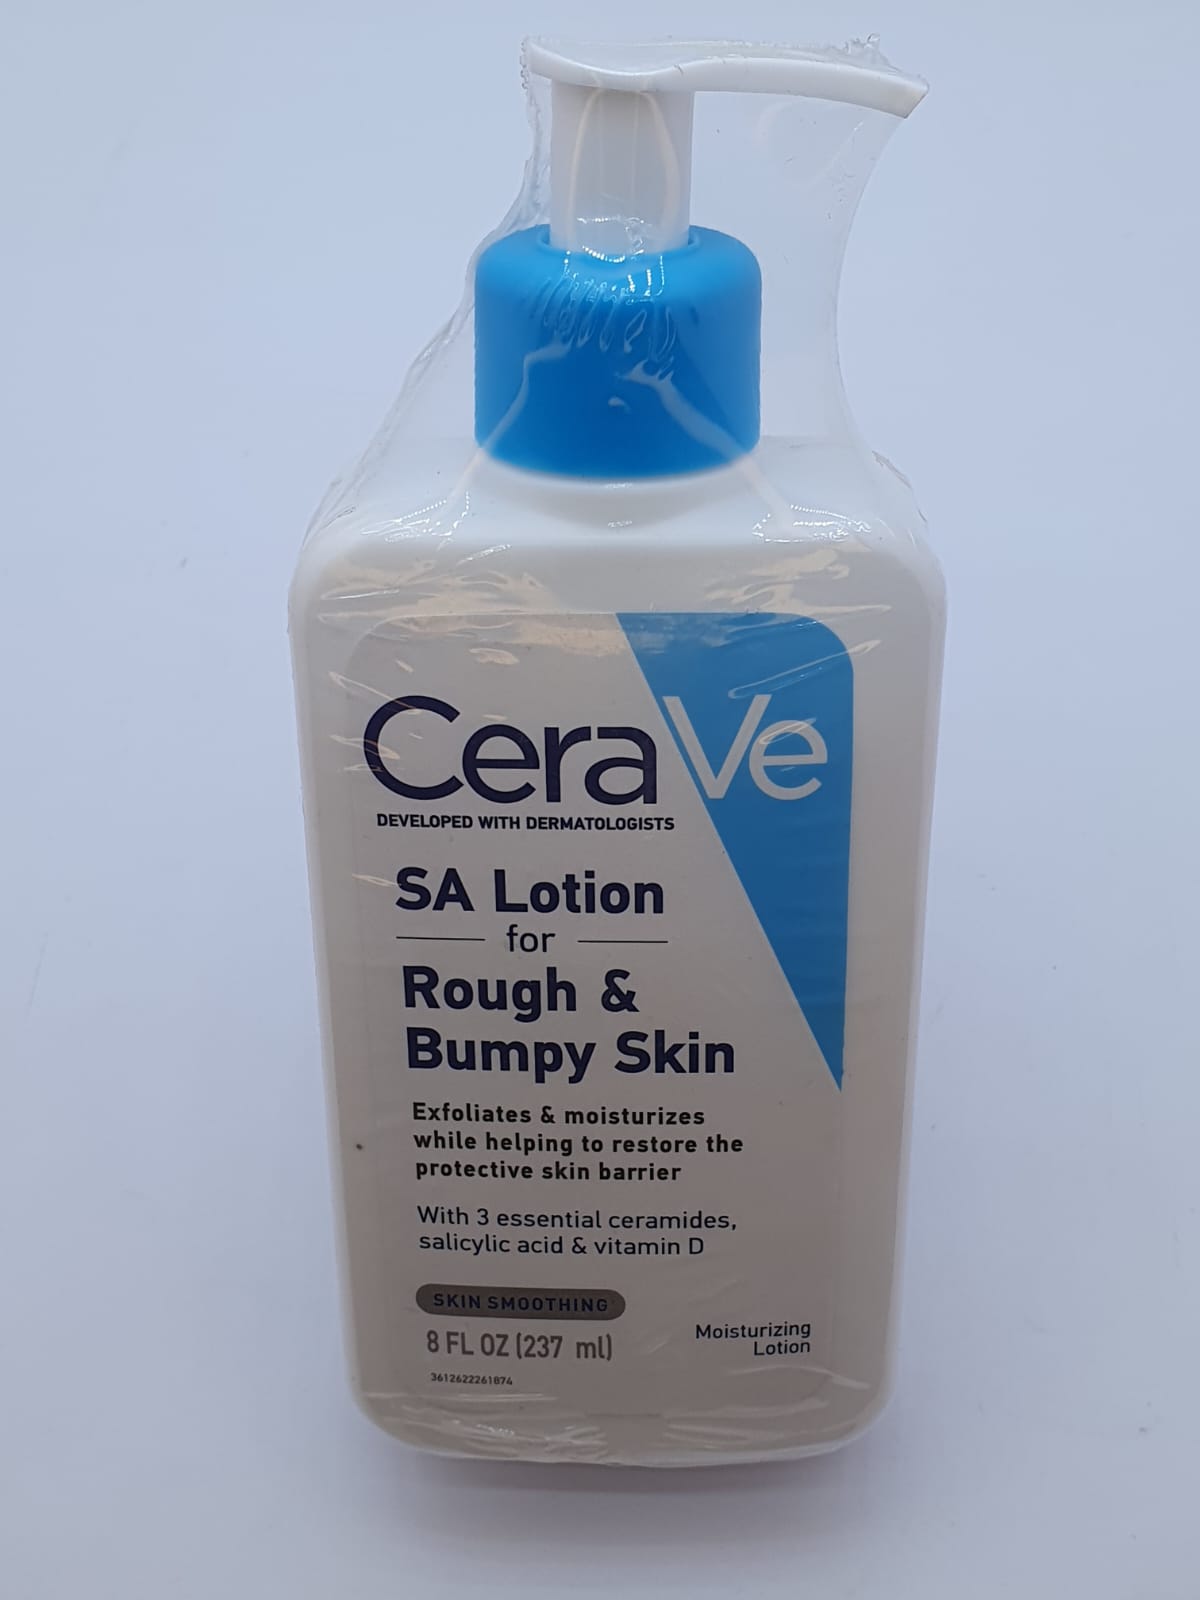 CeraVe
DEVELOPED WITH DERMATOLOGISTS
SA Lotion
for
Rough &
Bumpy Skin
Exfoliates & moisturizes
while helping to restore the
protective skin barrier
With 3 essential ceramides,
salicylic acid & vitamin D
SKIN SMOOTHING
8 FL OZ (237 ml)
Moisturizing
Lotion
3612622261874